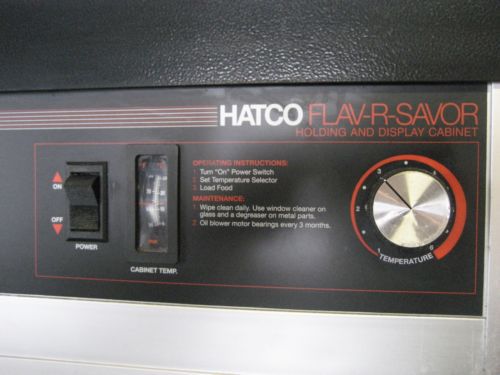 HATCO FLAV-R-SAVOR
HOLDING AND DISPLAY CABINET
ON
OFF
POWER
CABINET TEMP.
OPERATING INSTRUCTIONS:
1 Turn "On" Power Switch
2 Set Temperature Selector
3 Load Food
MAINTENANCE:
1 Wipe clean daily. Use window cleaner on
glass and a degreaser on metal parts.
2 Oil blower motor bearings every 3 months.
3
6
TEMPERATURE